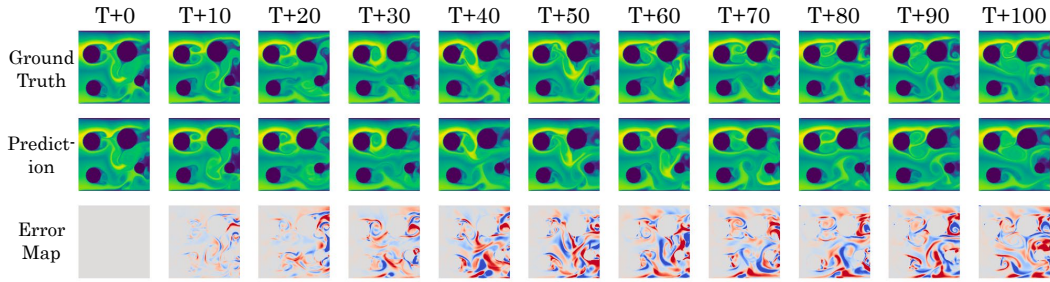 T+0 T+10 T+20 T+30 T+40 T+50 T+60 T+70 T+80 T+90 T+100
Ground
Truth
Predict-
ion
Error
Map